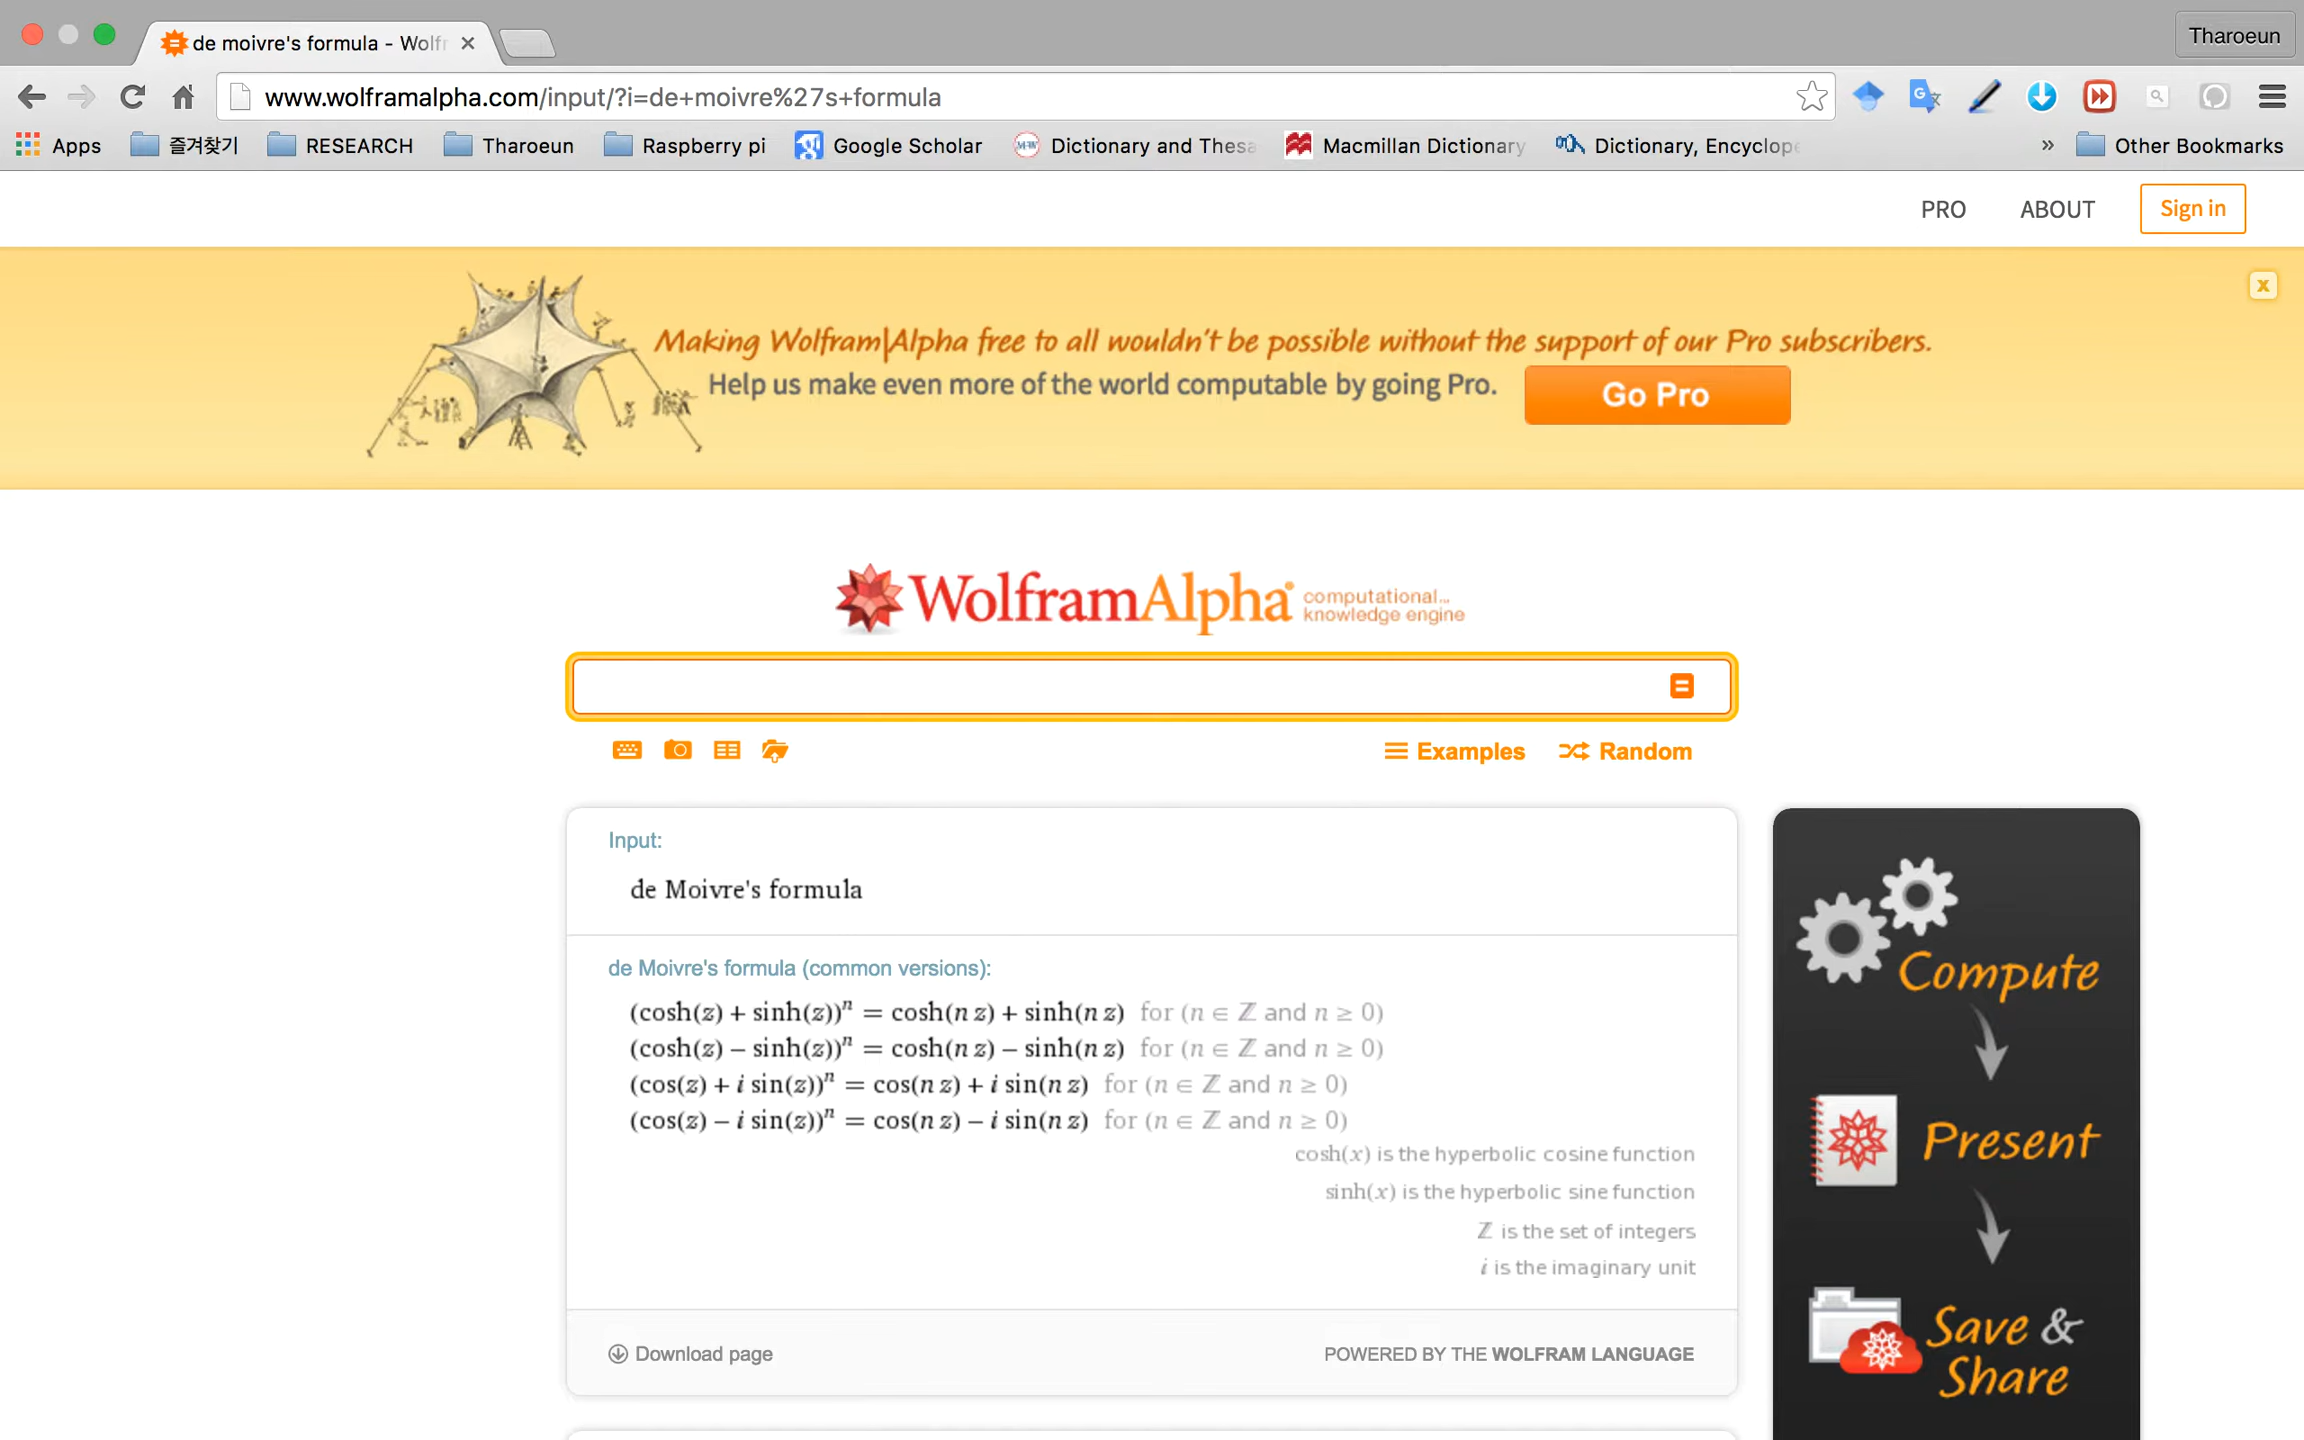 de moivre's formula - Wolfr
Tharoeun
www.wolframalpha.com/input/?i=de+moivre%27s+formula
Apps 즐겨찾기 RESEARCH Tharoeun Raspberry pi Google Scholar Dictionary and Thesa Macmillan Dictionary Dictionary, Encyclope » Other Bookmarks
PRO ABOUT Sign in
Making Wolfram|Alpha free to all wouldn't be possible without the support of our Pro subscribers.
Help us make even more of the world computable by going Pro. Go Pro
WolframAlpha computational...
knowledge engine
Examples Random
Input:
de Moivre's formula
de Moivre's formula (common versions):
(cosh(z) + sinh(z))ⁿ = cosh(n z) + sinh(n z) for (n ∈ ℤ and n ≥ 0)
(cosh(z) − sinh(z))ⁿ = cosh(n z) − sinh(n z) for (n ∈ ℤ and n ≥ 0)
(cos(z) + i sin(z))ⁿ = cos(n z) + i sin(n z) for (n ∈ ℤ and n ≥ 0)
(cos(z) − i sin(z))ⁿ = cos(n z) − i sin(n z) for (n ∈ ℤ and n ≥ 0)
cosh(x) is the hyperbolic cosine function
sinh(x) is the hyperbolic sine function
ℤ is the set of integers
i is the imaginary unit
Download page
POWERED BY THE WOLFRAM LANGUAGE
Compute
Present
Save &
Share